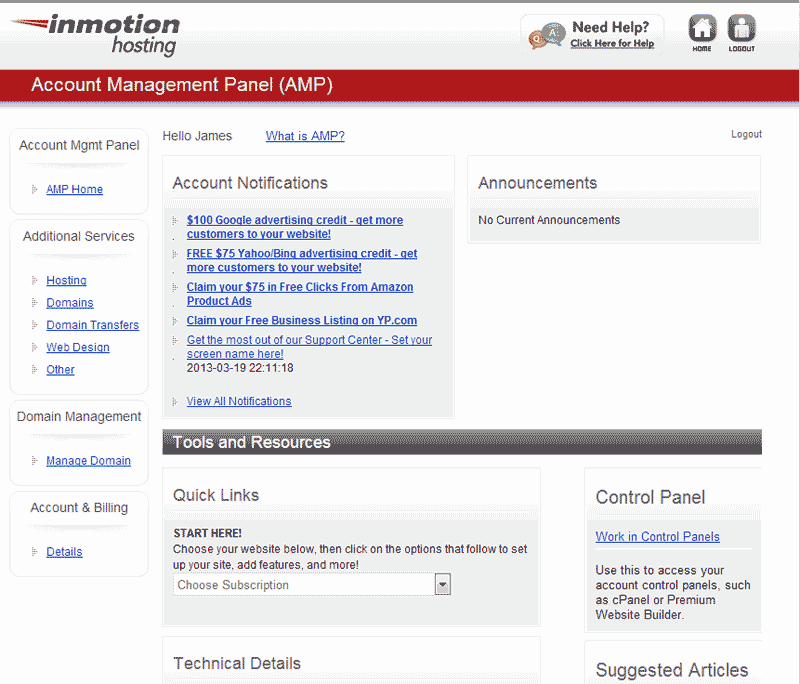 inmotion
hosting
Q
A:
Need Help?
Click Here for Help
HOME
LOGOUT
Account Management Panel (AMP)
Account Mgmt Panel
AMP Home
Additional Services
Hosting
Domains
Domain Transfers
Web Design
Other
Domain Management
Manage Domain
Account & Billing
Details
Hello James
What is AMP?
Logout
Account Notifications
$100 Google advertising credit - get more
customers to your website!
FREE $75 Yahoo/Bing advertising credit - get
more customers to your website!
Claim your $75 in Free Clicks From Amazon
Product Ads
Claim your Free Business Listing on YP.com
Get the most out of our Support Center - Set your
screen name here!
2013-03-19 22:11:18
View All Notifications
Announcements
No Current Announcements
Tools and Resources
Quick Links
START HERE!
Choose your website below, then click on the options that follow to set
up your site, add features, and more!
Choose Subscription
Technical Details
Control Panel
Work in Control Panels
Use this to access your
account control panels, such
as cPanel or Premium
Website Builder.
Suggested Articles